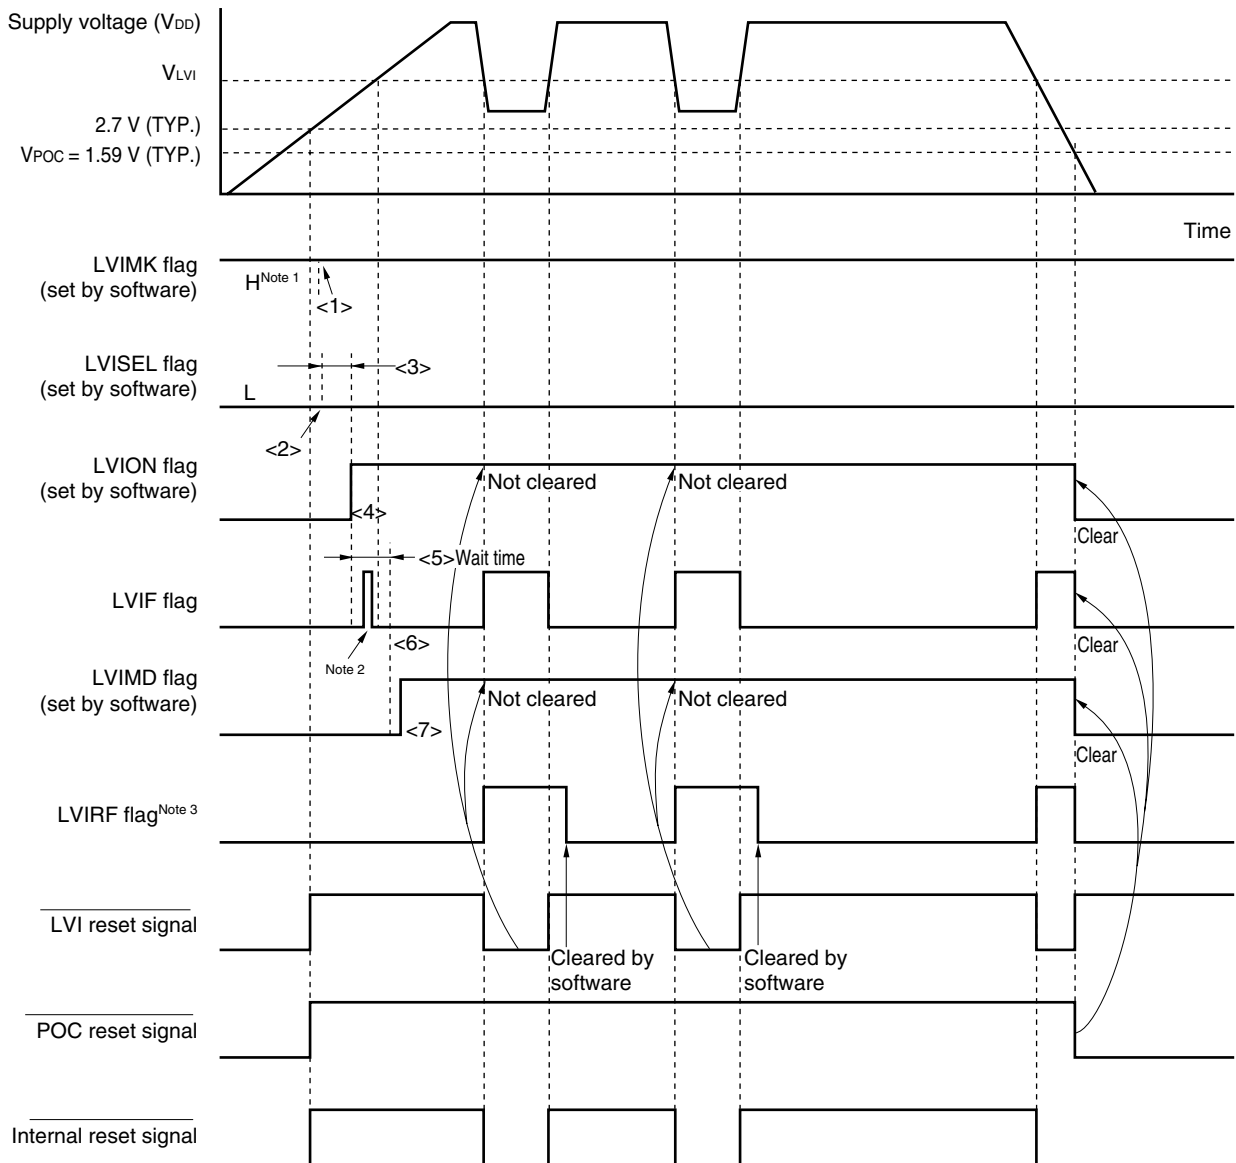 Supply voltage (VDD)
VLVI
2.7 V (TYP.)
VPOC = 1.59 V (TYP.)
Time
LVIMK flag
(set by software)
H Note 1
<1>
LVISEL flag
(set by software)
<3>
L
<2>
LVION flag
(set by software)
Not cleared
Not cleared
<4>
Clear
<5> Wait time
LVIF flag
<6>
Note 2
Clear
LVIMD flag
(set by software)
Not cleared
Not cleared
<7>
Clear
LVIRF flag Note 3
LVI reset signal
Cleared by
software
Cleared by
software
POC reset signal
Internal reset signal